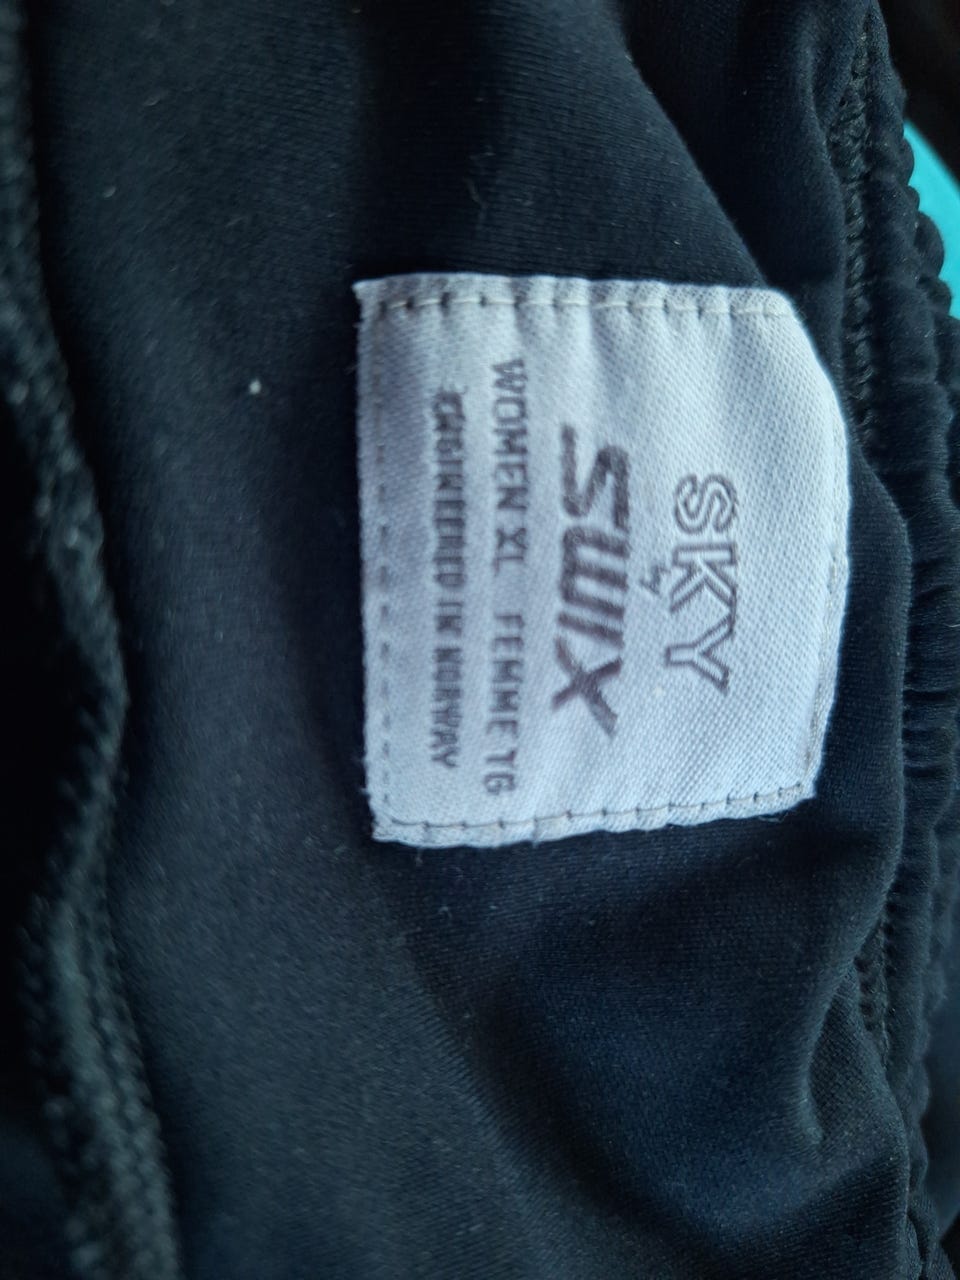 SKY
by
SWIX
WOMEN XL FEMME TG
ENGINEERED IN NORWAY